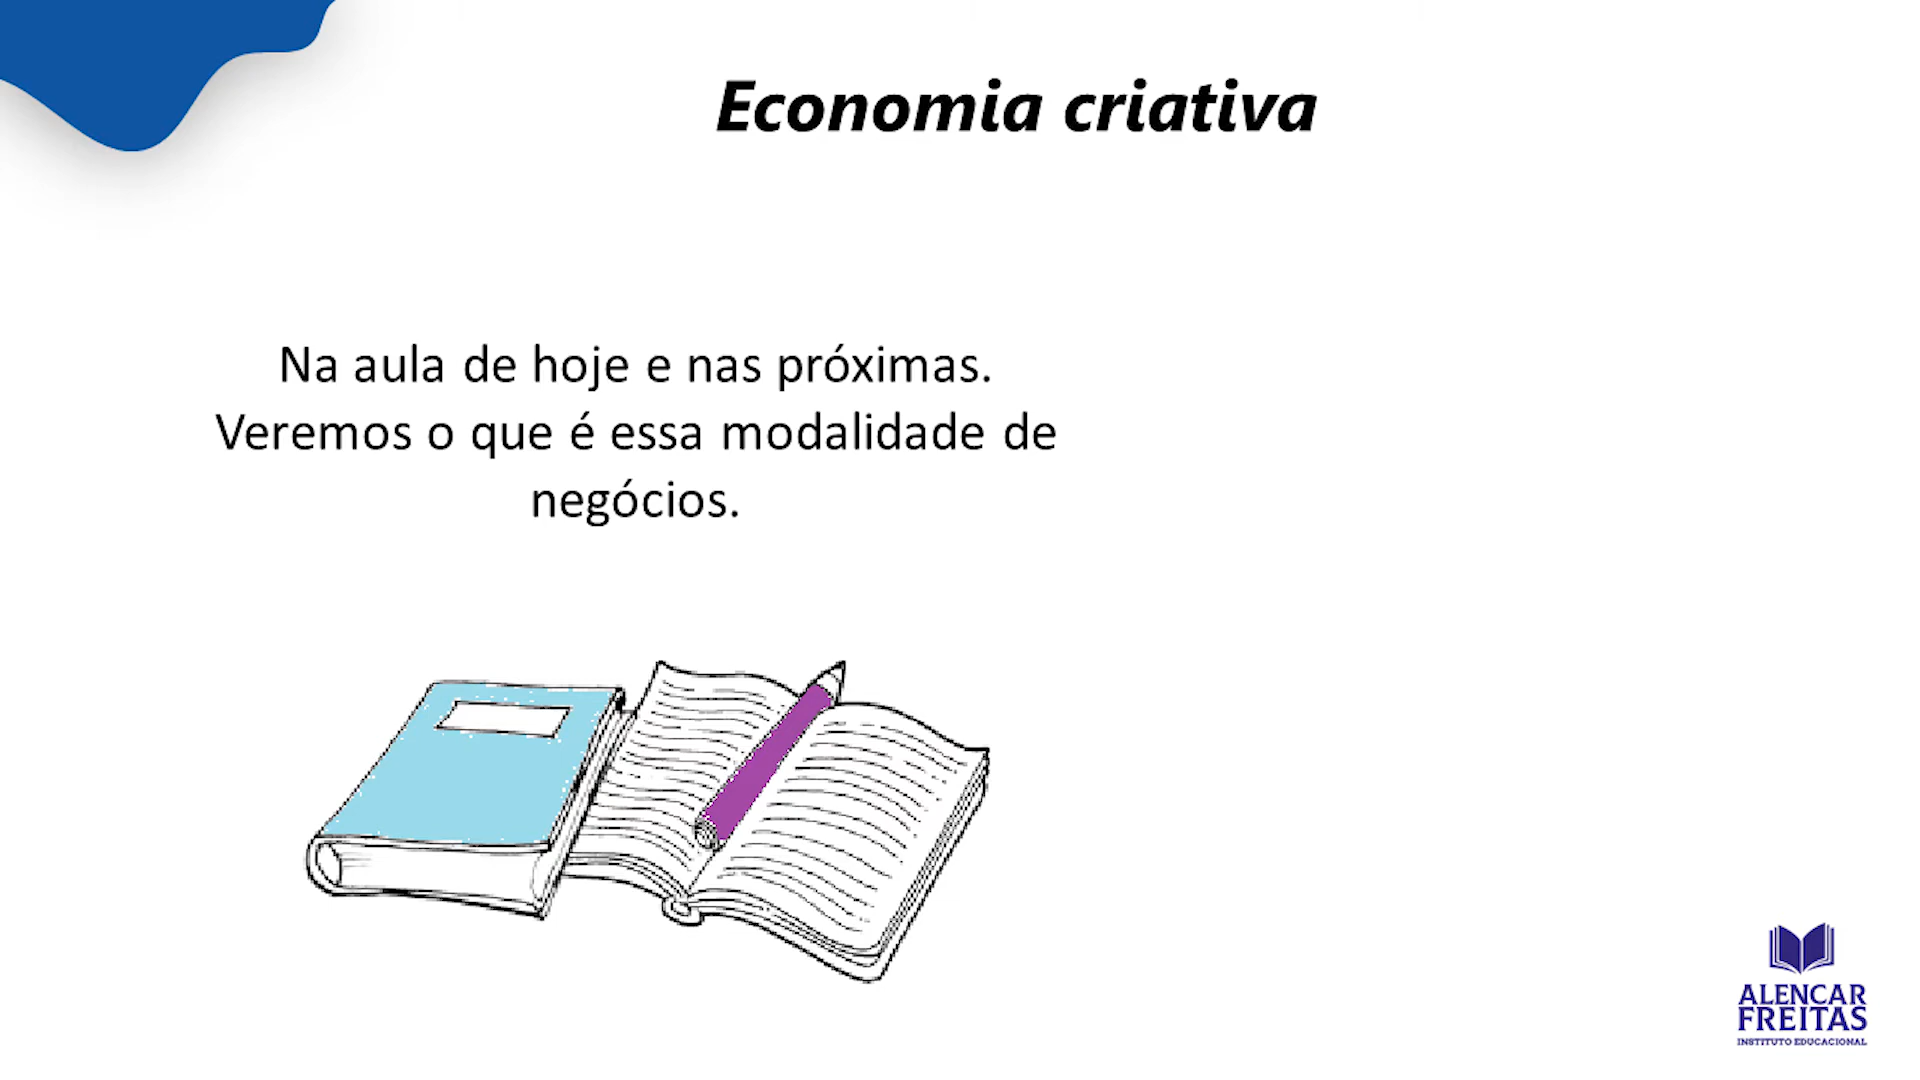 Economia criativa
Na aula de hoje e nas próximas.
Veremos o que é essa modalidade de
negócios.
ALENCAR
FREITAS
INSTITUTO EDUCACIONAL